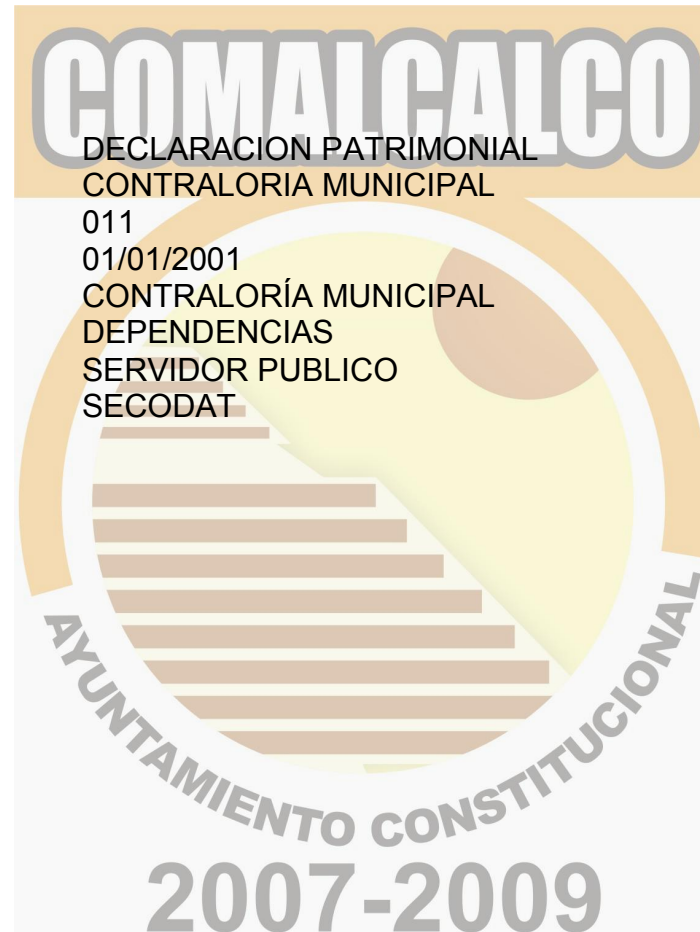 COMALCALCO
DECLARACION PATRIMONIAL
CONTRALORIA MUNICIPAL
011
01/01/2001
CONTRALORÍA MUNICIPAL
DEPENDENCIAS
SERVIDOR PUBLICO
SECODAT
AYUNTAMIENTO CONSTITUCIONAL
2007-2009